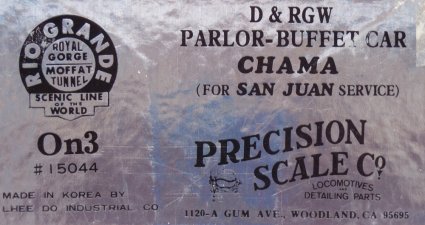 RIO GRANDE
ROYAL
GORGE
MOFFAT
TUNNEL
SCENIC LINE
OF THE
WORLD
On3
#15044
MADE IN KOREA BY
LHEE DO INDUSTRIAL CO
D & RGW
PARLOR-BUFFET CAR
CHAMA
(FOR SAN JUAN SERVICE)
PRECISION
SCALE Co.
LOCOMOTIVES
AND
DETAILING PARTS
1120-A GUM AVE., WOODLAND, CA 95695